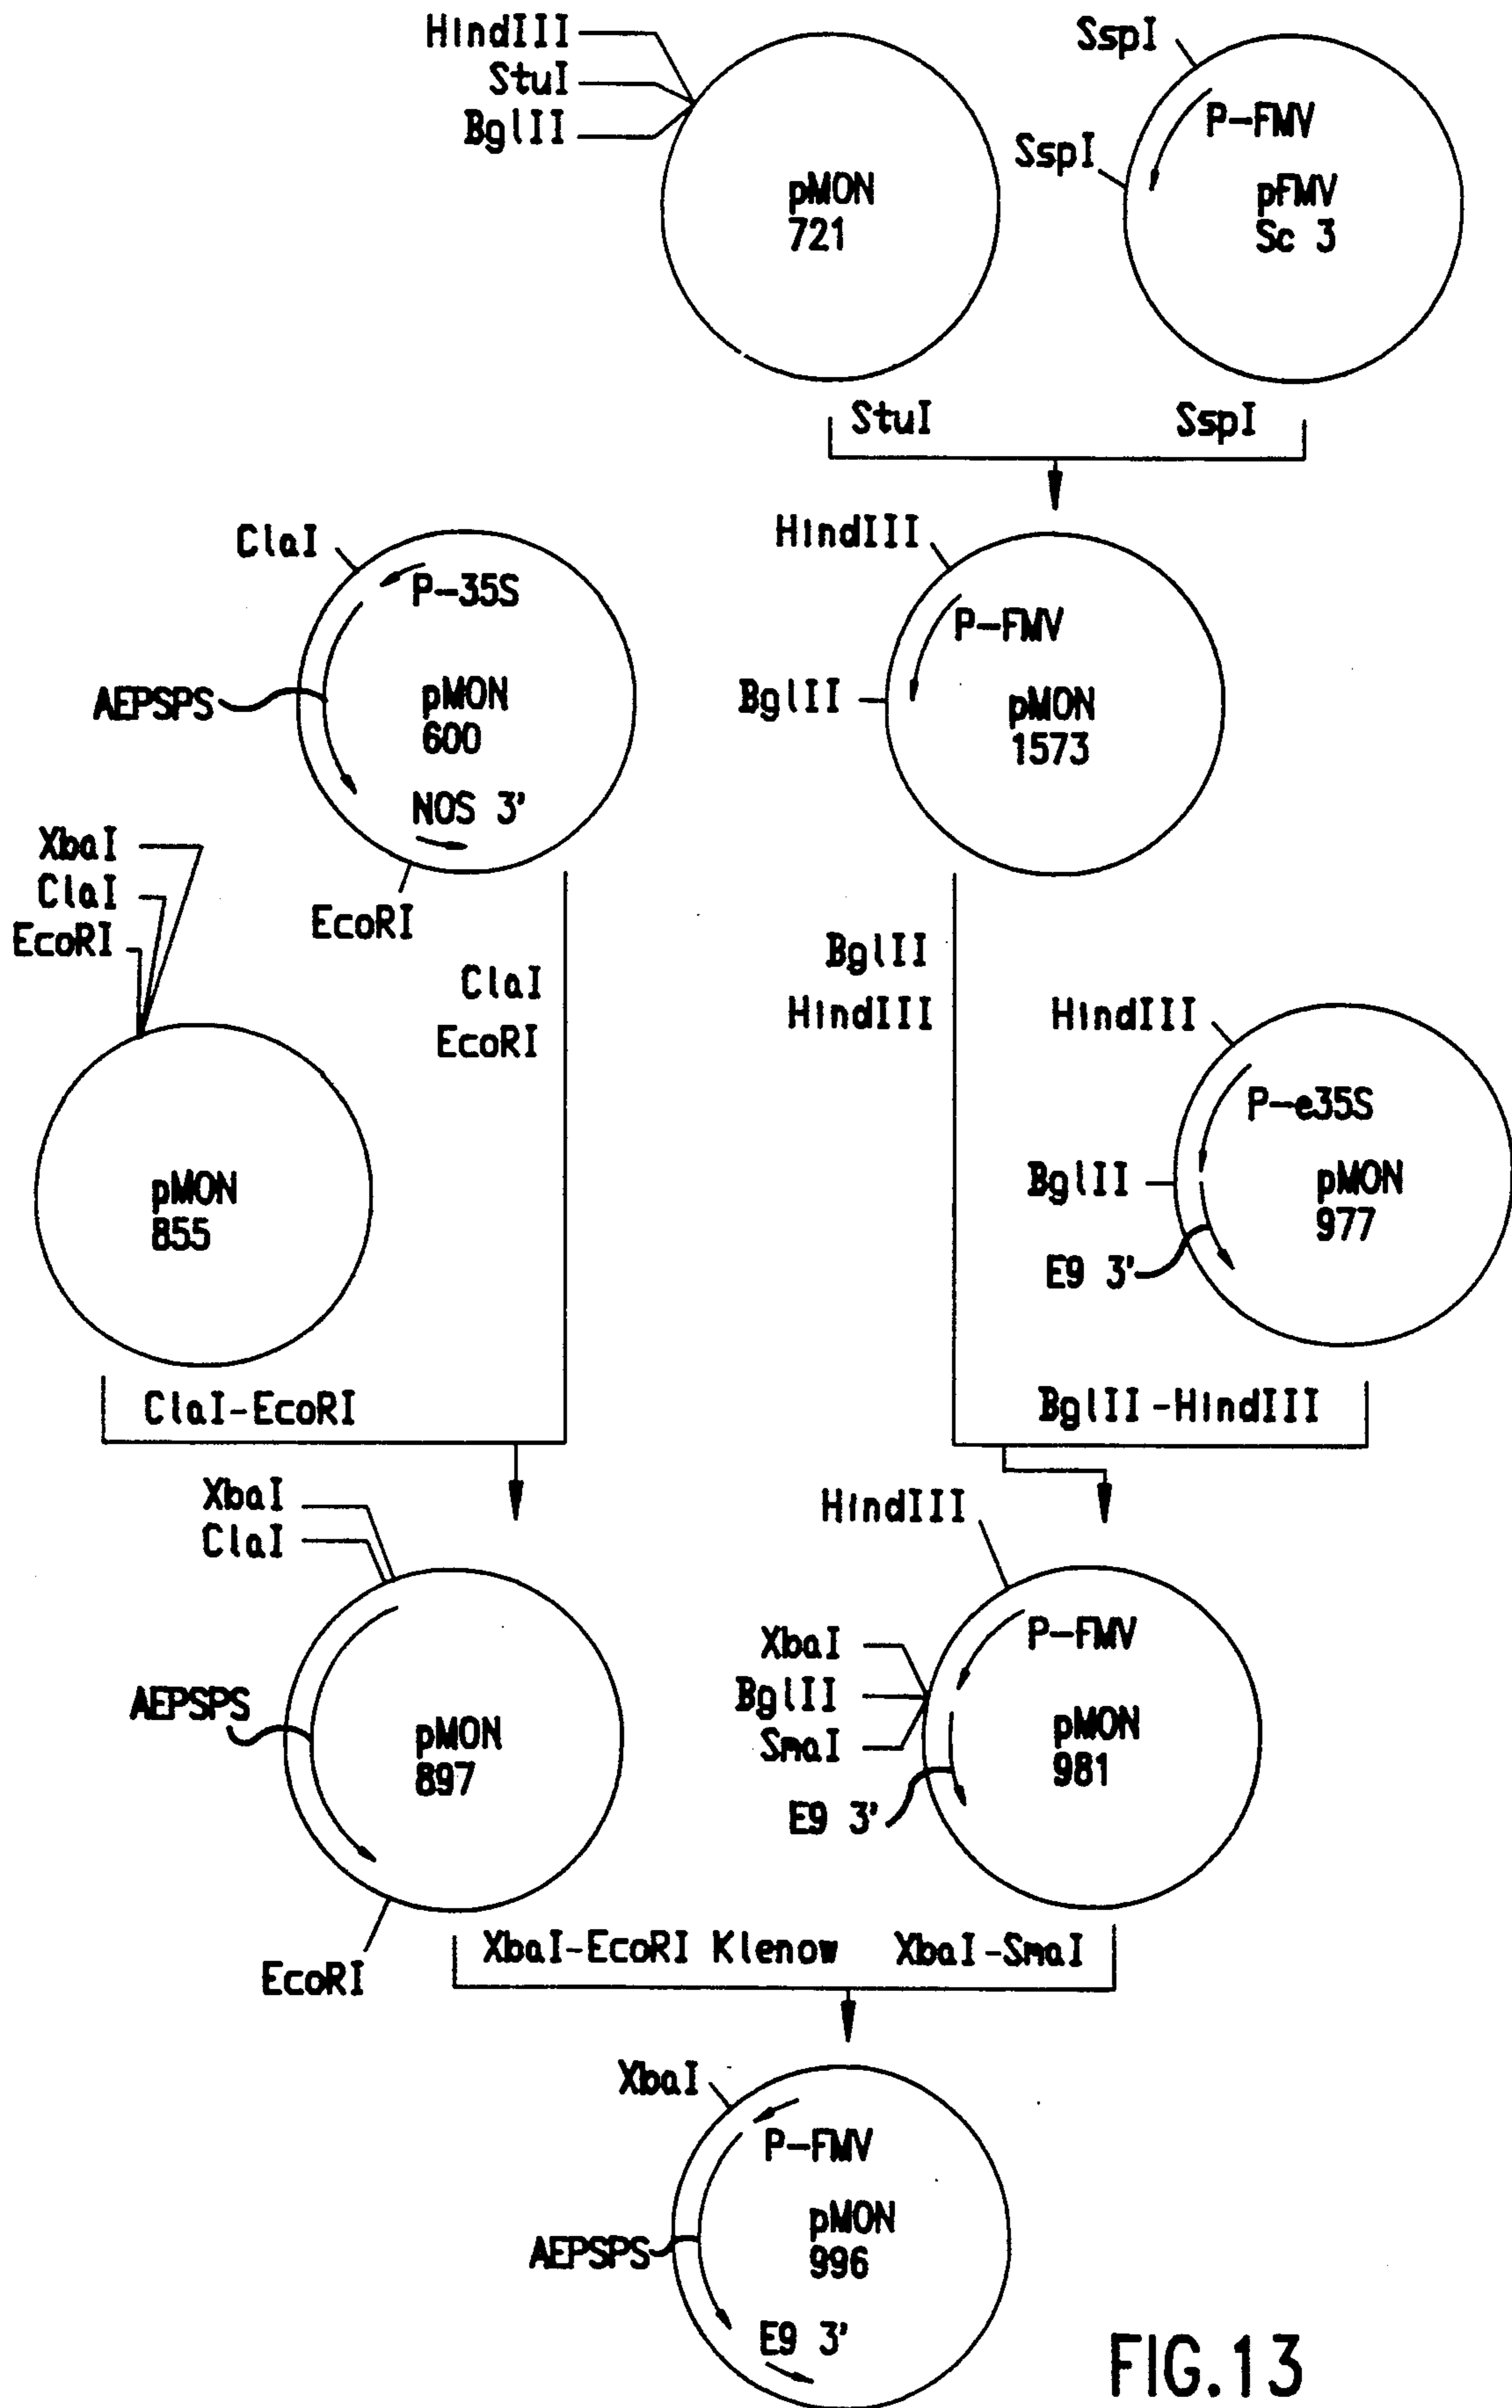 HindIII
StuI
BglII
pMON
721
SspI
SspI
P-FMV
pFMV
Sc 3
StuI
SspI
ClaI
P-35S
AEPSPS
pMON
600
NOS 3'
EcoRI
HindIII
P-FMV
BglII
pMON
1573
XbaI
ClaI
EcoRI
pMON
855
ClaI
EcoRI
BglII
HindIII
HindIII
P-e35S
BglII
pMON
977
E9 3'
ClaI-EcoRI
BglII-HindIII
XbaI
ClaI
AEPSPS
pMON
897
EcoRI
HindIII
P-FMV
XbaI
BglII
SmaI
pMON
981
E9 3'
XbaI-EcoRI Klenow
XbaI-SmaI
XbaI
P-FMV
AEPSPS
pMON
996
E9 3'
FIG.13